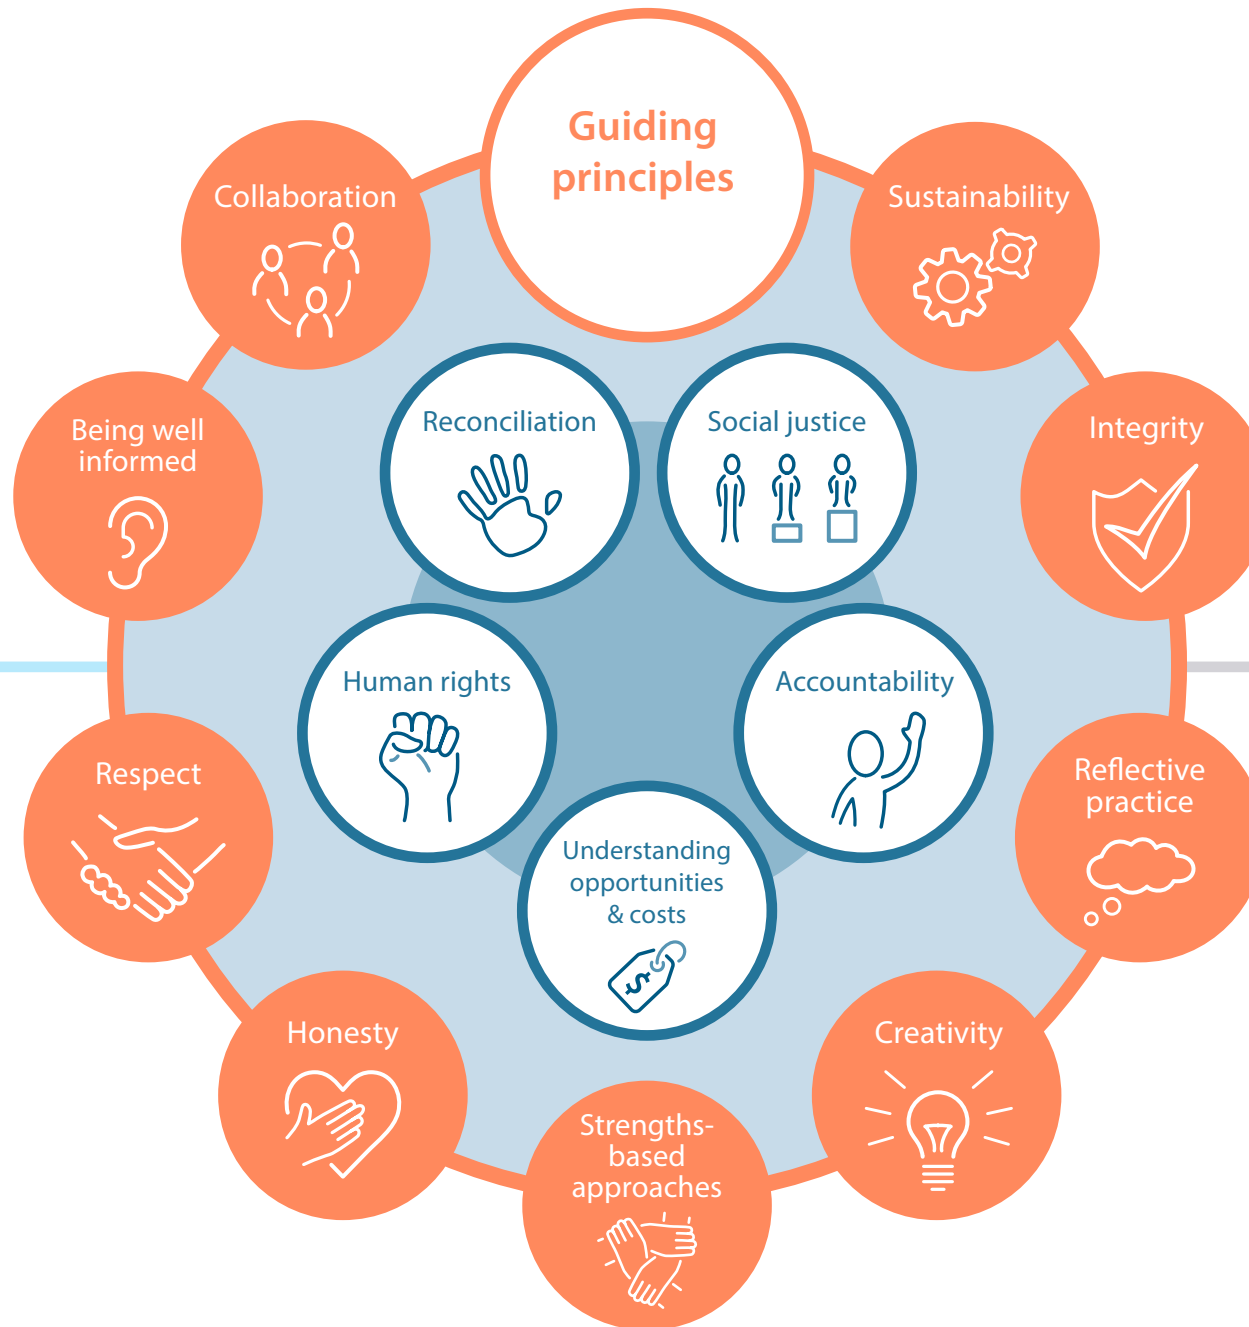 Guiding
principles
Collaboration
Sustainability
Being well
informed
Reconciliation
Social justice
Integrity
Human rights
Accountability
Respect
Reflective
practice
Understanding
opportunities
& costs
$
Honesty
Creativity
Strengths-
based
approaches